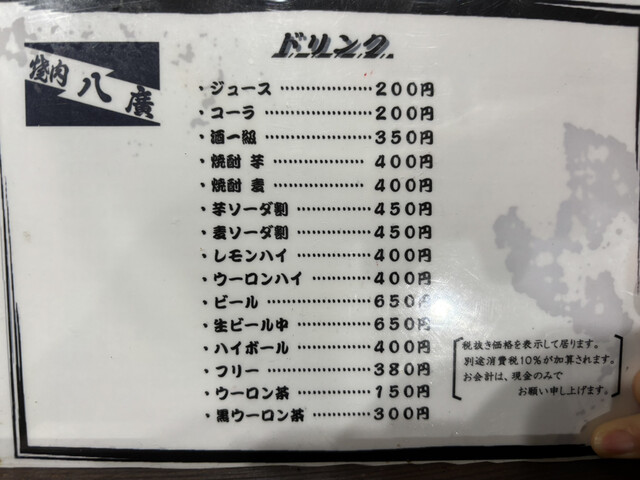 焼肉 八廣
ドリンク
・ジュース ‥‥‥‥‥‥ 200円
・コーラ ‥‥‥‥‥‥‥ 200円
・酒一級 ‥‥‥‥‥‥‥ 350円
・焼酎 芋 ‥‥‥‥‥‥ 400円
・焼酎 麦 ‥‥‥‥‥‥ 400円
・芋ソーダ割 ‥‥‥‥‥ 450円
・麦ソーダ割 ‥‥‥‥‥ 450円
・レモンハイ ‥‥‥‥‥ 400円
・ウーロンハイ ‥‥‥‥ 400円
・ビール ‥‥‥‥‥‥‥ 650円
・生ビール中 ‥‥‥‥‥ 650円
・ハイボール ‥‥‥‥‥ 400円
・フリー ‥‥‥‥‥‥‥ 380円
・ウーロン茶 ‥‥‥‥‥ 150円
・黒ウーロン茶 ‥‥‥‥ 300円
税抜き価格を表示して居ります。
別途消費税10%が加算されます。
お会計は、現金のみで
お願い申し上げます。